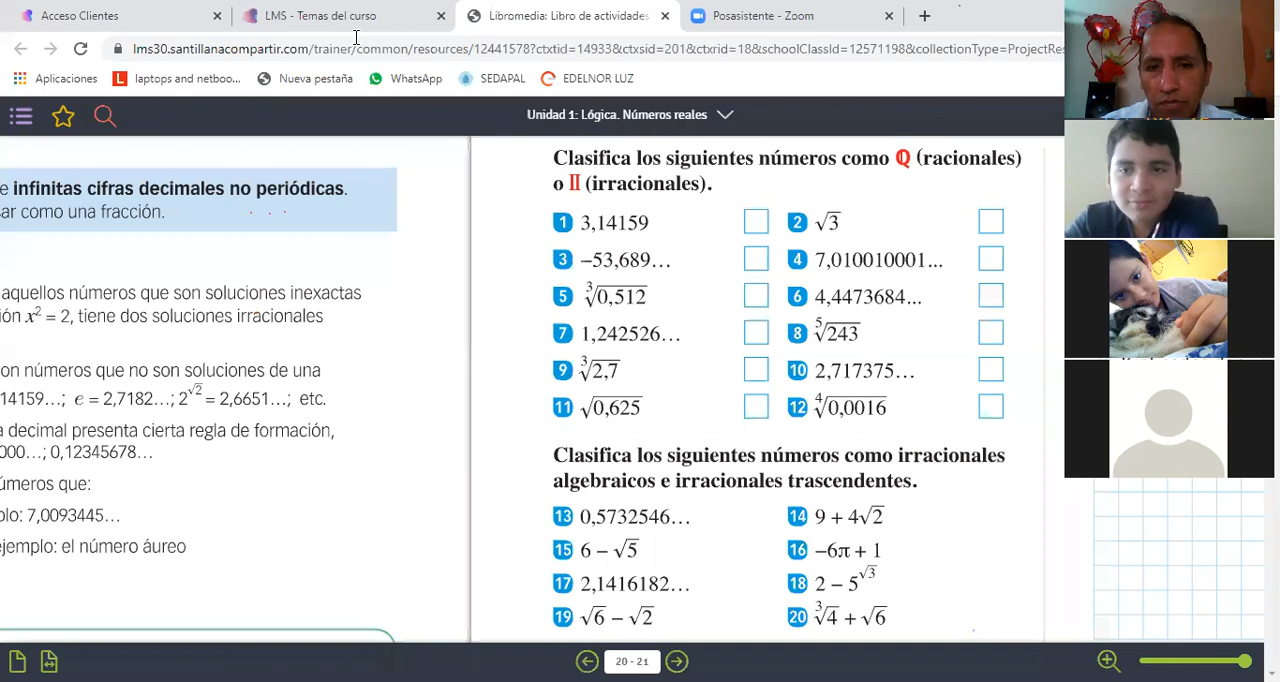 Acceso Clientes
LMS - Temas del curso
Libromedia: Libro de actividades
Posasistente - Zoom
lms30.santillanacompartir.com/trainer/common/resources/12441578?ctxtid=14933&ctxsid=201&ctxrid=18&schoolClassId=12571198&collectionType=ProjectRes
Aplicaciones
laptops and netboo...
Nueva pestaña
WhatsApp
SEDAPAL
EDELNOR LUZ
Unidad 1: Lógica. Números reales
e infinitas cifras decimales no periódicas.
sar como una fracción.
aquellos números que son soluciones inexactas
ión x² = 2, tiene dos soluciones irracionales
on números que no son soluciones de una
14159…; e = 2,7182…; 2^√2 = 2,6651…; etc.
a decimal presenta cierta regla de formación,
000…; 0,12345678…
úmeros que:
plo: 7,0093445…
ejemplo: el número áureo
Clasifica los siguientes números como ℚ (racionales)
o 𝕀 (irracionales).
1 3,14159
2 √3
3 −53,689…
4 7,010010001...
5 ∛0,512
6 4,4473684...
7 1,242526…
8 ⁵√243
9 ∛2,7
10 2,717375…
11 √0,625
12 ∜0,0016
Clasifica los siguientes números como irracionales
algebraicos e irracionales trascendentes.
13 0,5732546…
14 9 + 4√2
15 6 − √5
16 −6π + 1
17 2,1416182…
18 2 − 5^√3
19 √6 − √2
20 ∛4 + √6
20 - 21